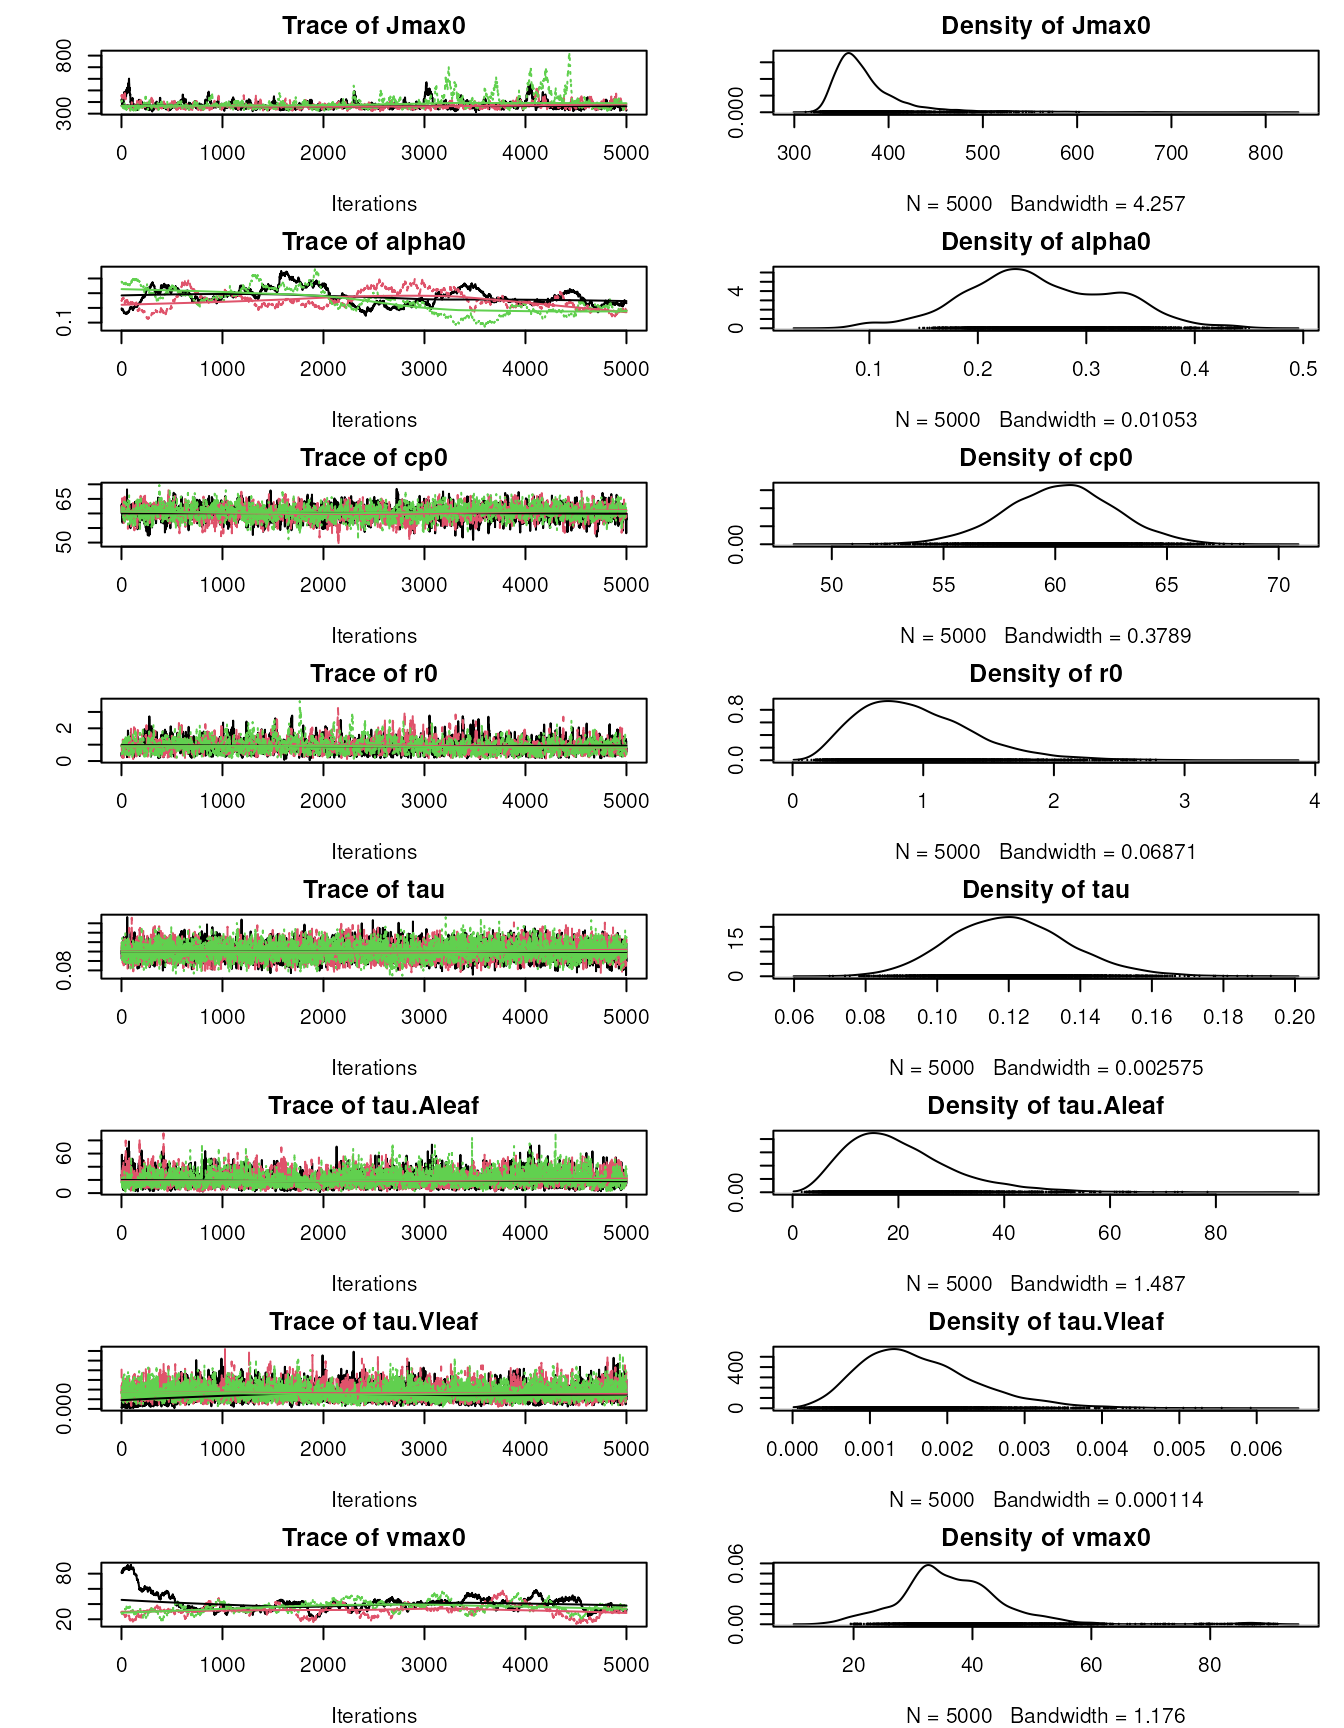 Trace of Jmax0
300 800
0 1000 2000 3000 4000 5000
Iterations
Density of Jmax0
0.000
300 400 500 600 700 800
N = 5000 Bandwidth = 4.257
Trace of alpha0
0.1
0 1000 2000 3000 4000 5000
Iterations
Density of alpha0
0 4
0.1 0.2 0.3 0.4 0.5
N = 5000 Bandwidth = 0.01053
Trace of cp0
50 65
0 1000 2000 3000 4000 5000
Iterations
Density of cp0
0.00
50 55 60 65 70
N = 5000 Bandwidth = 0.3789
Trace of r0
0 2
0 1000 2000 3000 4000 5000
Iterations
Density of r0
0.0 0.8
0 1 2 3 4
N = 5000 Bandwidth = 0.06871
Trace of tau
0.08
0 1000 2000 3000 4000 5000
Iterations
Density of tau
0 15
0.06 0.08 0.10 0.12 0.14 0.16 0.18 0.20
N = 5000 Bandwidth = 0.002575
Trace of tau.Aleaf
0 60
0 1000 2000 3000 4000 5000
Iterations
Density of tau.Aleaf
0.00
0 20 40 60 80
N = 5000 Bandwidth = 1.487
Trace of tau.Vleaf
0.000
0 1000 2000 3000 4000 5000
Iterations
Density of tau.Vleaf
0 400
0.000 0.001 0.002 0.003 0.004 0.005 0.006
N = 5000 Bandwidth = 0.000114
Trace of vmax0
20 80
0 1000 2000 3000 4000 5000
Iterations
Density of vmax0
0.00 0.06
20 40 60 80
N = 5000 Bandwidth = 1.176